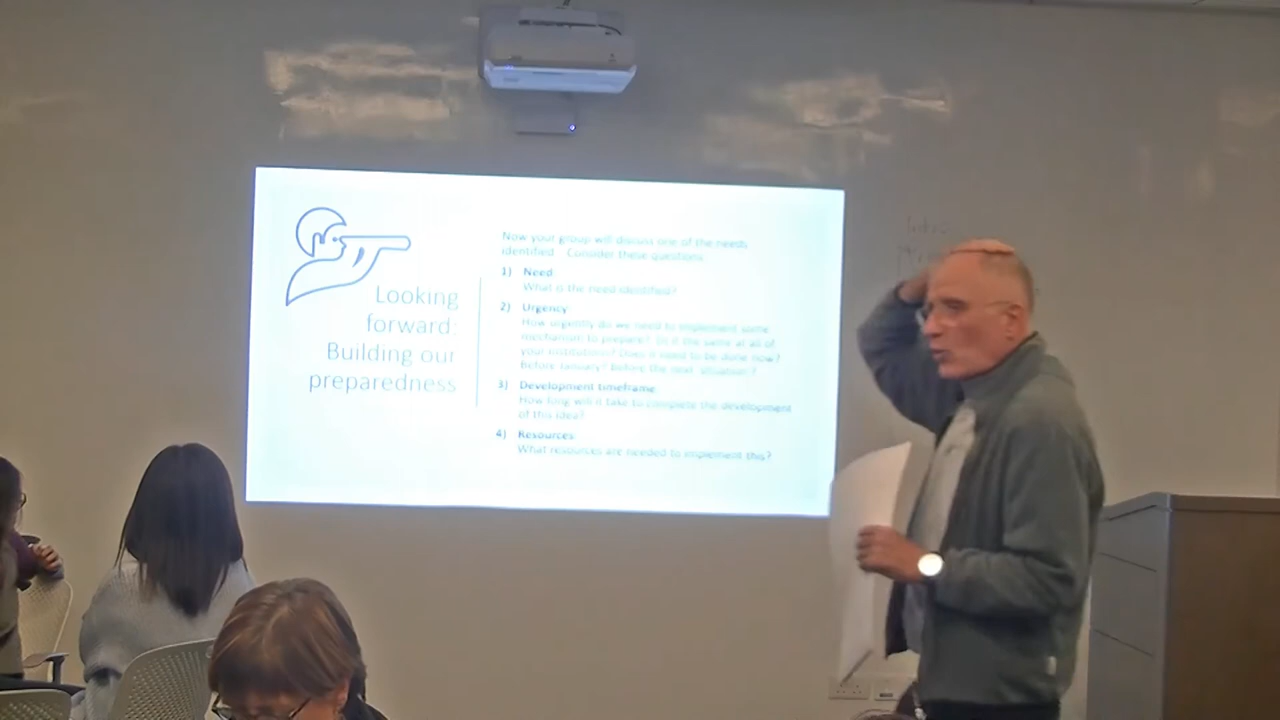 Looking
forward:
Building our
preparedness
Now your group will discuss one of the needs
identified. Consider these questions:
1) Need:
What is the need identified?
2) Urgency:
How urgently do we need to implement some
mechanism to prepare? Is it the same at all of
your institutions? Does it need to be done now?
Before January? Before the next situation?
3) Development timeframe:
How long will it take to complete the development
of this idea?
4) Resources:
What resources are needed to implement this?